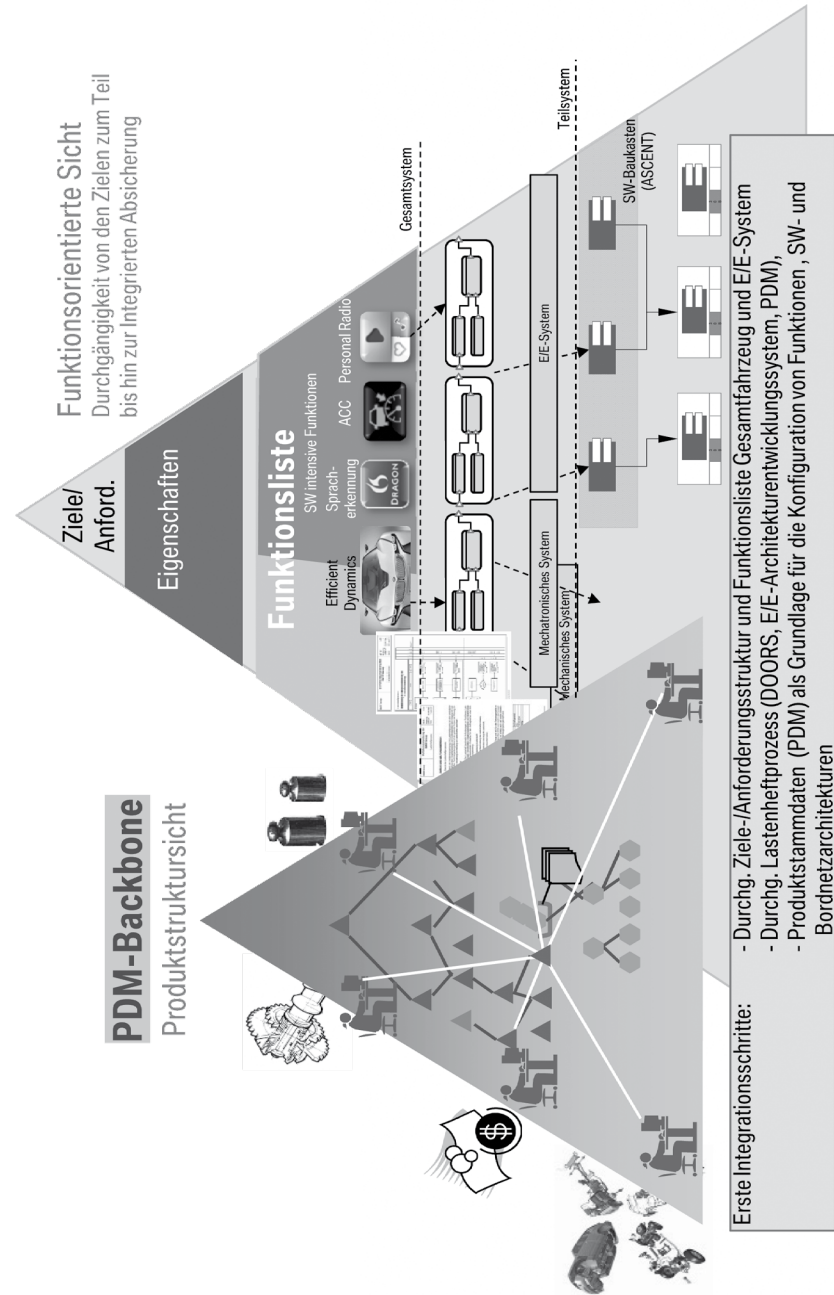 PDM-Backbone
Produktstruktursicht
Funktionsorientierte Sicht
Durchgängigkeit von den Zielen zum Teil
bis hin zur Integrierten Absicherung
Ziele/
Anford.
Eigenschaften
Funktionsliste
SW intensive Funktionen
Efficient
Dynamics
Sprach-
erkennung
ACC
Personal Radio
DRAGON
Gesamtsystem
Mechatronisches System
Mechanisches System
E/E-System
Teilsystem
SW-Baukasten
(ASCENT)
$
Erste Integrationsschritte:
- Durchg. Ziele-/Anforderungsstruktur und Funktionsliste Gesamtfahrzeug und E/E-System
- Durchg. Lastenheftprozess (DOORS, E/E-Architekturentwicklungssystem, PDM),
- Produktstammdaten (PDM) als Grundlage für die Konfiguration von Funktionen , SW- und
Bordnetzarchitekturen